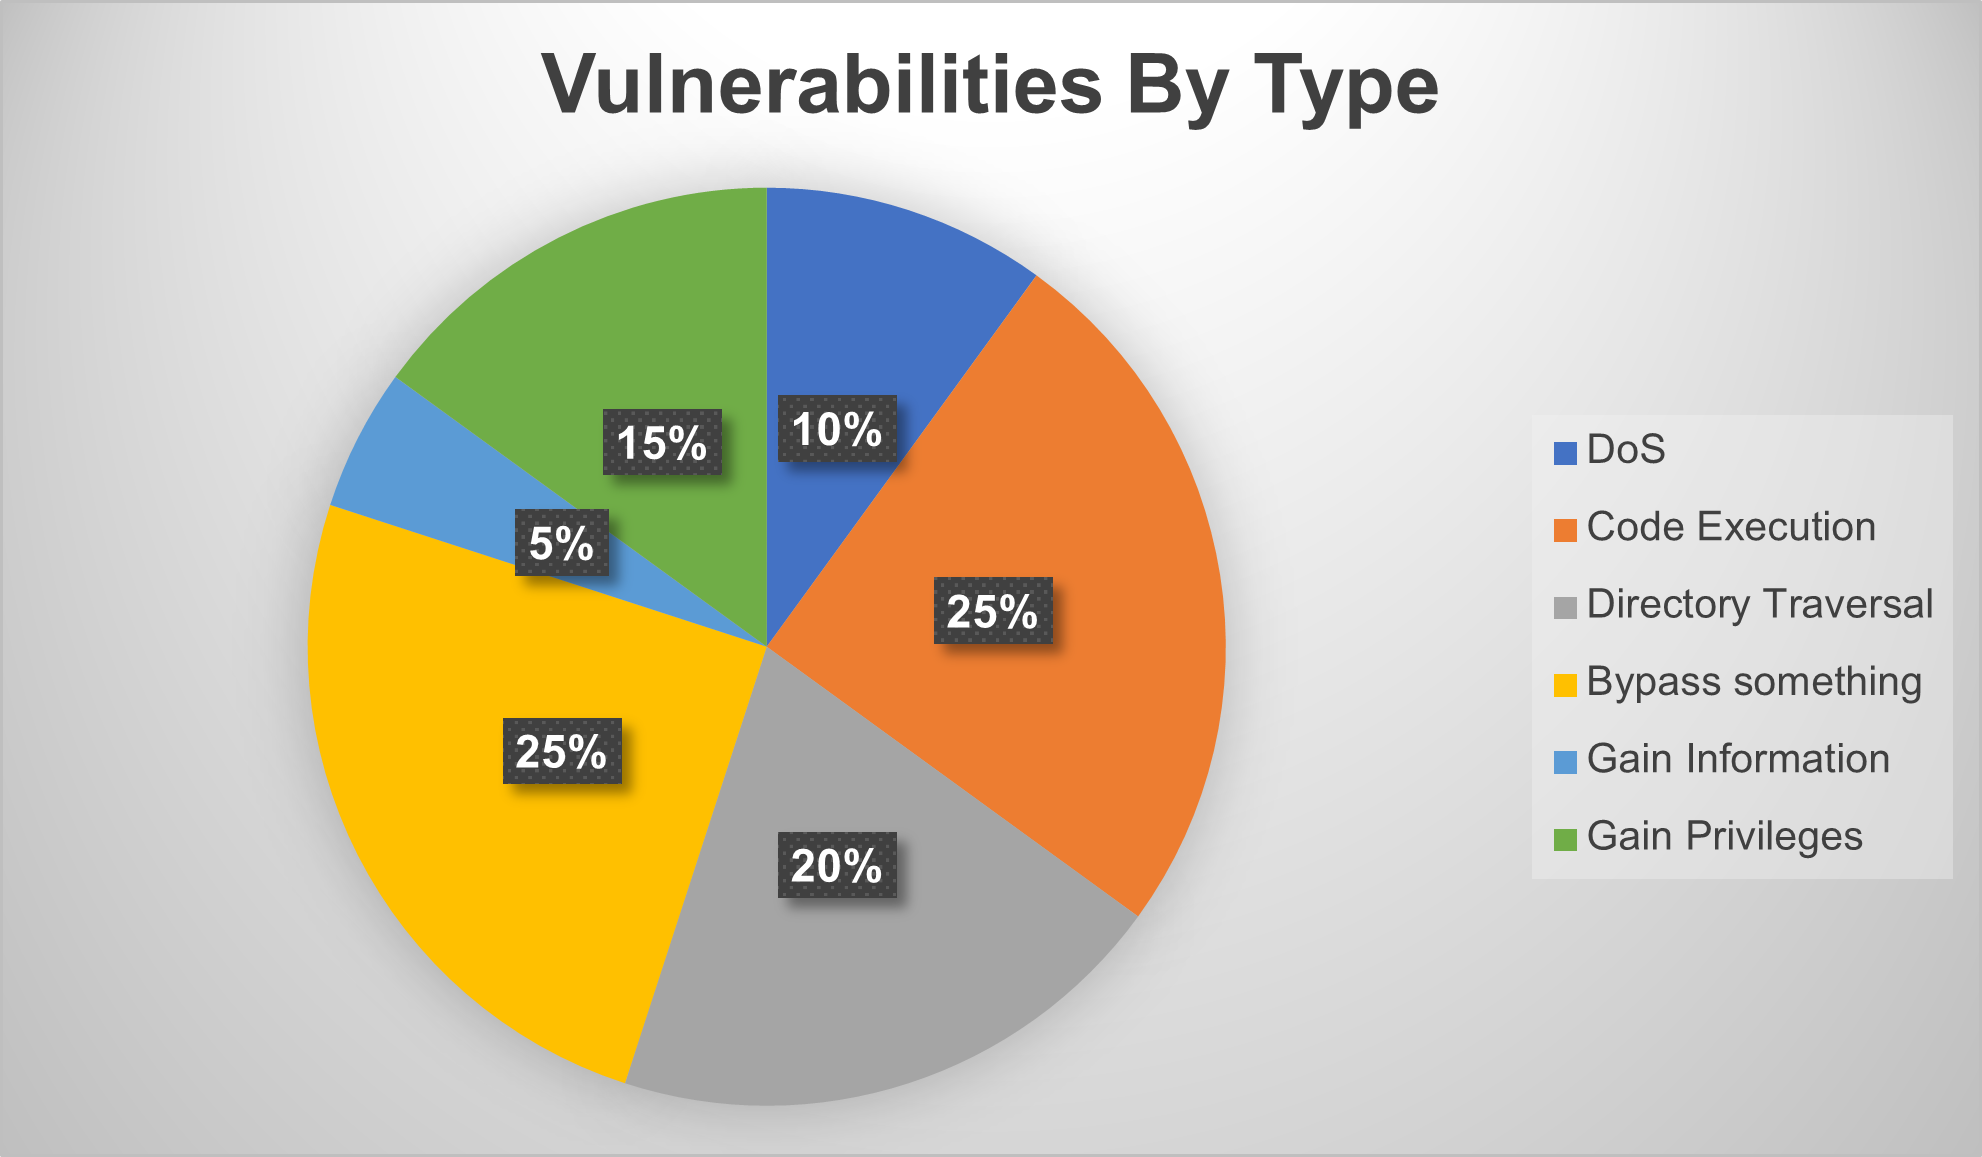 Vulnerabilities By Type
10%
15%
5%
25%
25%
20%
DoS
Code Execution
Directory Traversal
Bypass something
Gain Information
Gain Privileges